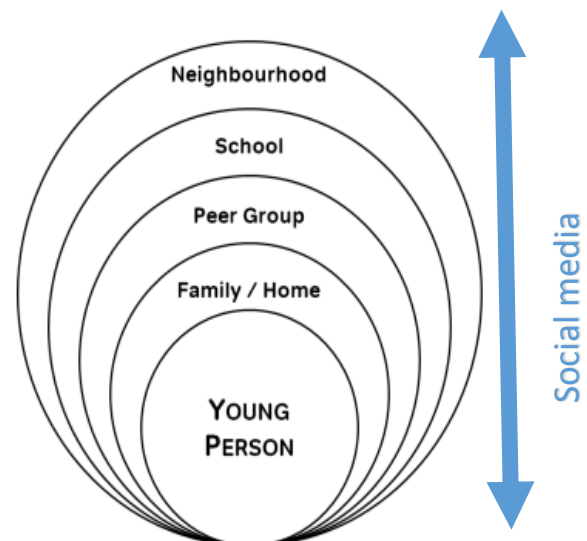 Neighbourhood
School
Peer Group
Family / Home
YOUNG
PERSON
Social media